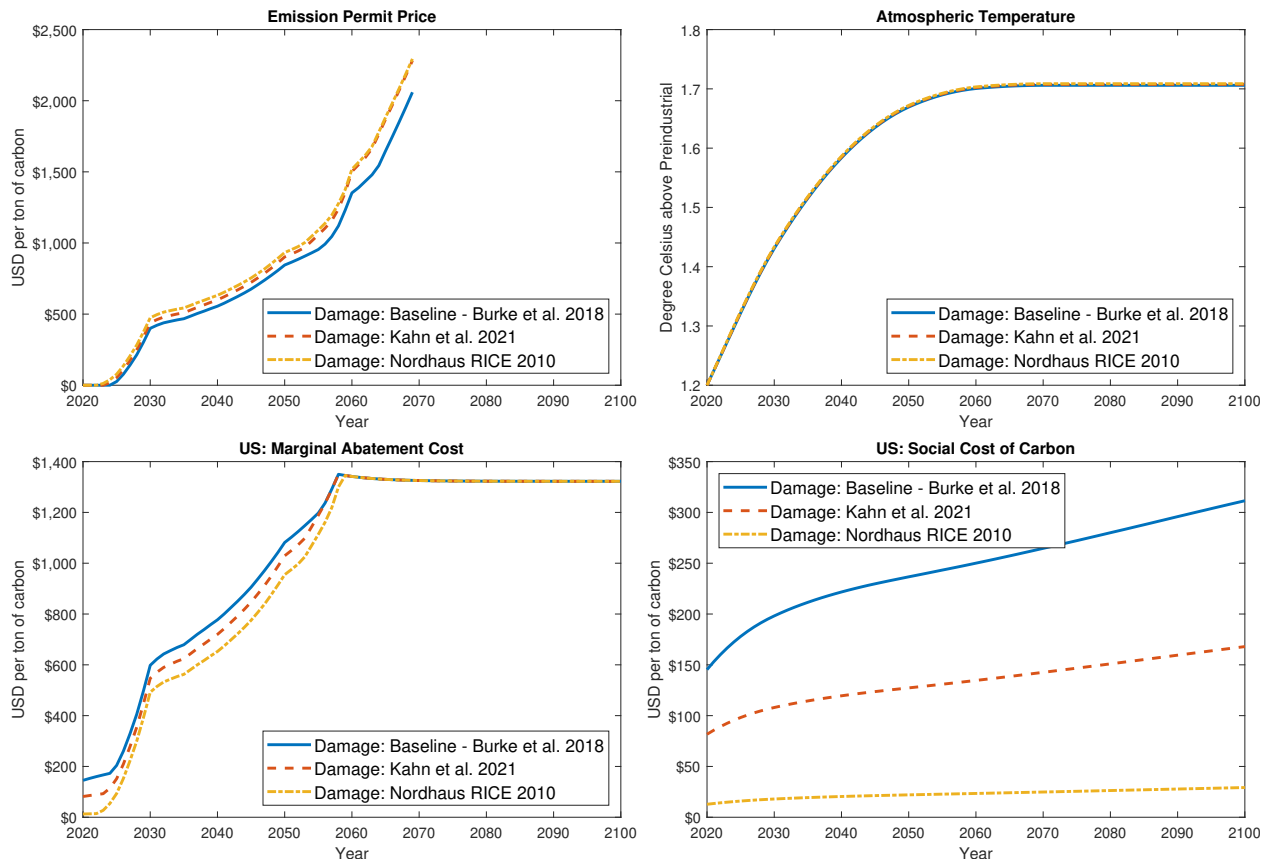 Emission Permit Price
$2,500
$2,000
$1,500
$1,000
$500
$0
USD per ton of carbon
Damage: Baseline - Burke et al. 2018
Damage: Kahn et al. 2021
Damage: Nordhaus RICE 2010
2020 2030 2040 2050 2060 2070 2080 2090 2100
Year
Atmospheric Temperature
1.8
1.7
1.6
1.5
1.4
1.3
1.2
Degree Celsius above Preindustrial
Damage: Baseline - Burke et al. 2018
Damage: Kahn et al. 2021
Damage: Nordhaus RICE 2010
2020 2030 2040 2050 2060 2070 2080 2090 2100
Year
US: Marginal Abatement Cost
$1,400
$1,200
$1,000
$800
$600
$400
$200
$0
USD per ton of carbon
Damage: Baseline - Burke et al. 2018
Damage: Kahn et al. 2021
Damage: Nordhaus RICE 2010
2020 2030 2040 2050 2060 2070 2080 2090 2100
Year
US: Social Cost of Carbon
$350
$300
$250
$200
$150
$100
$50
$0
USD per ton of carbon
Damage: Baseline - Burke et al. 2018
Damage: Kahn et al. 2021
Damage: Nordhaus RICE 2010
2020 2030 2040 2050 2060 2070 2080 2090 2100
Year